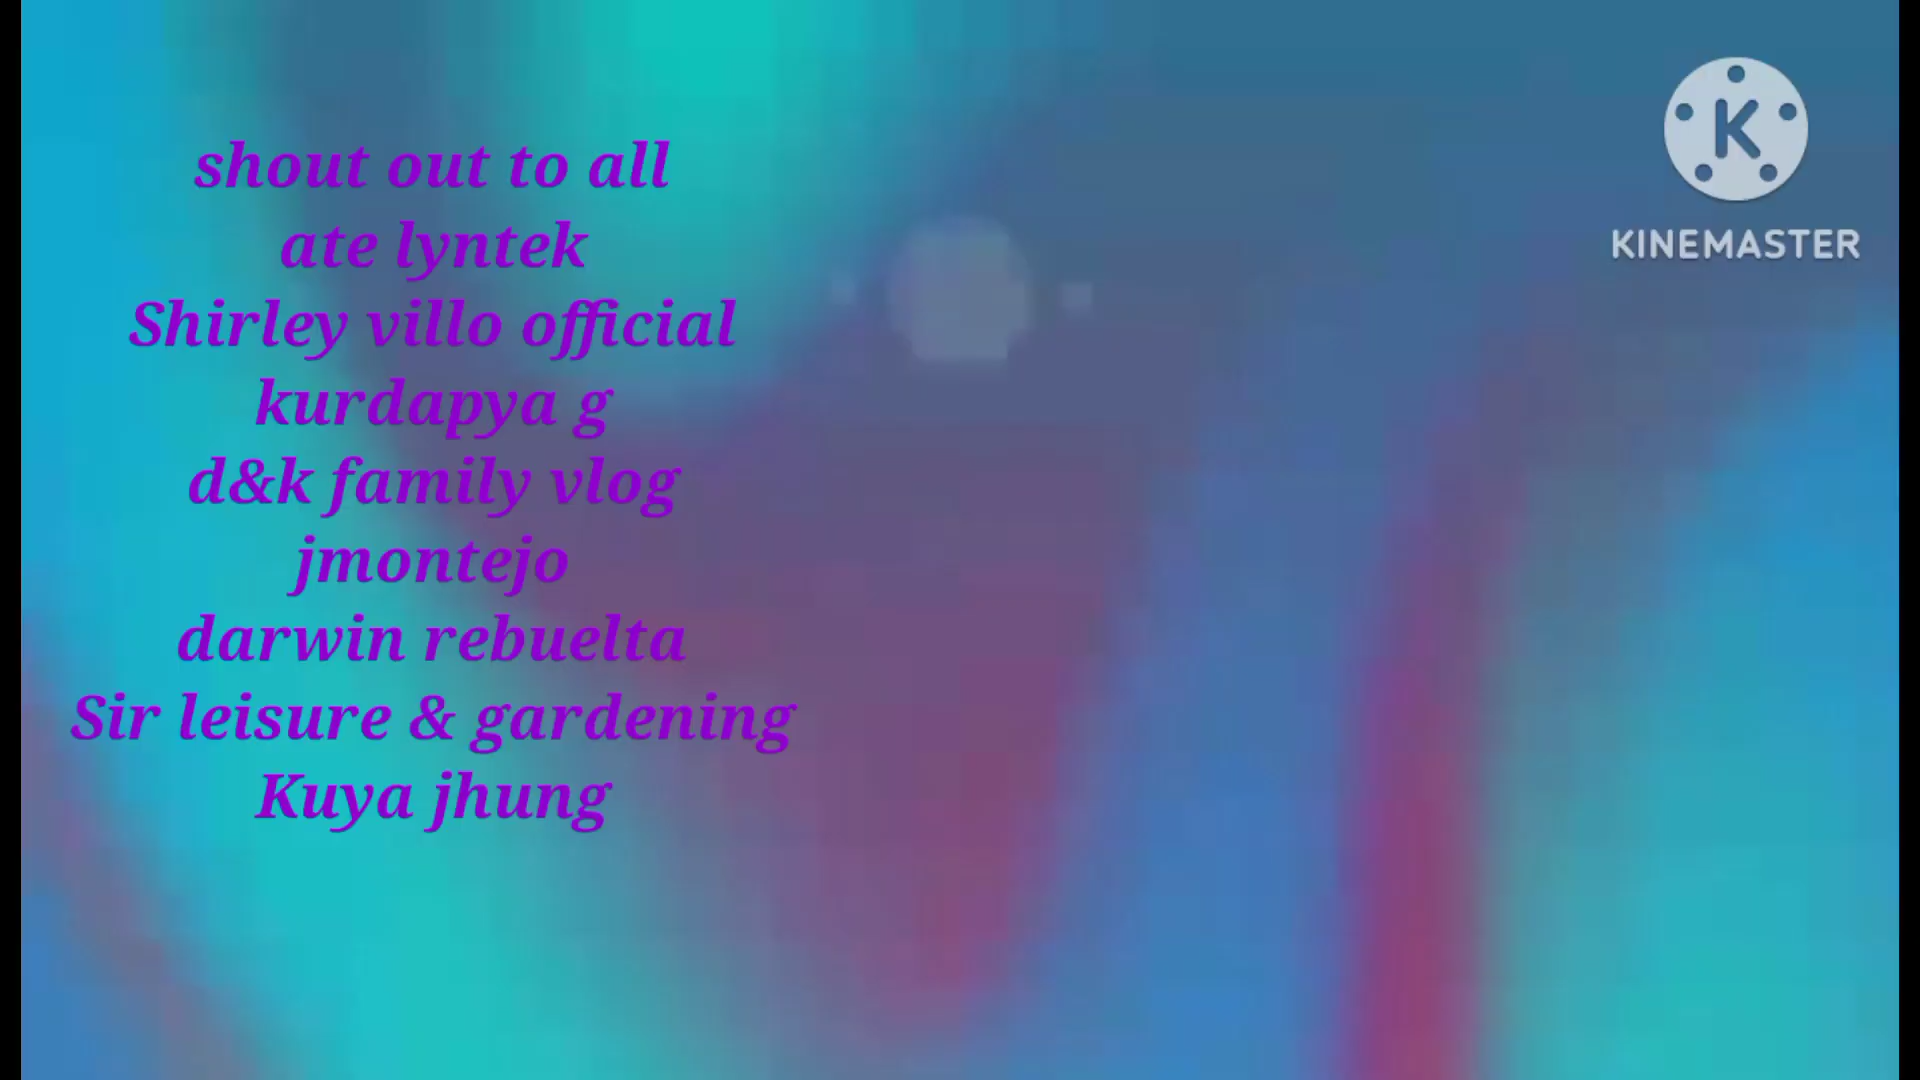 shout out to all
ate lyntek
Shirley villo official
kurdapya g
d&k family vlog
jmontejo
darwin rebuelta
Sir leisure & gardening
Kuya jhung
K
KINEMASTER